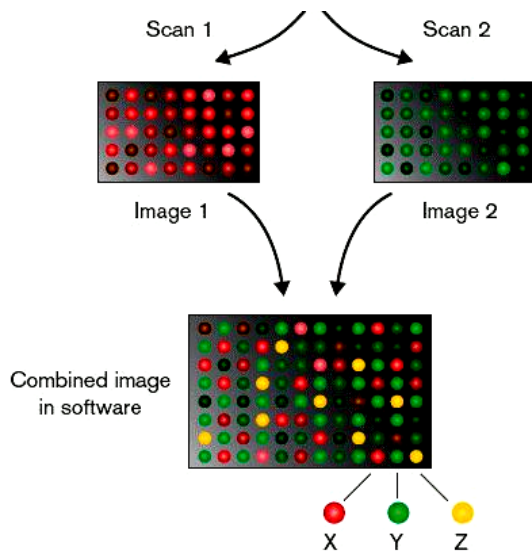 Scan 1
Scan 2
Image 1
Image 2
Combined image
in software
X
Y
Z